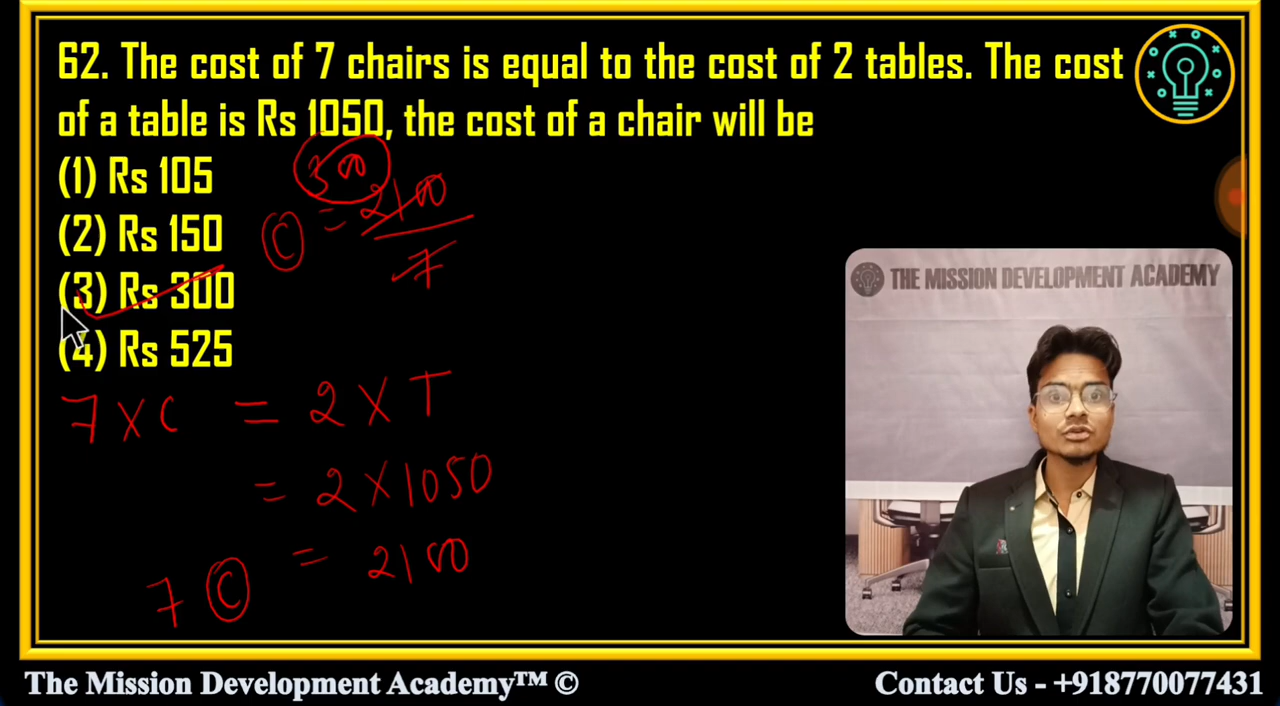 62. The cost of 7 chairs is equal to the cost of 2 tables. The cost
of a table is Rs 1050, the cost of a chair will be
(1) Rs 105
(2) Rs 150
(3) Rs 300
(4) Rs 525
300
C = 2100
7
7 X C = 2 X T
= 2 X 1050
7 C = 2100
THE MISSION DEVELOPMENT ACADEMY
The Mission Development Academy™ ©
Contact Us - +918770077431